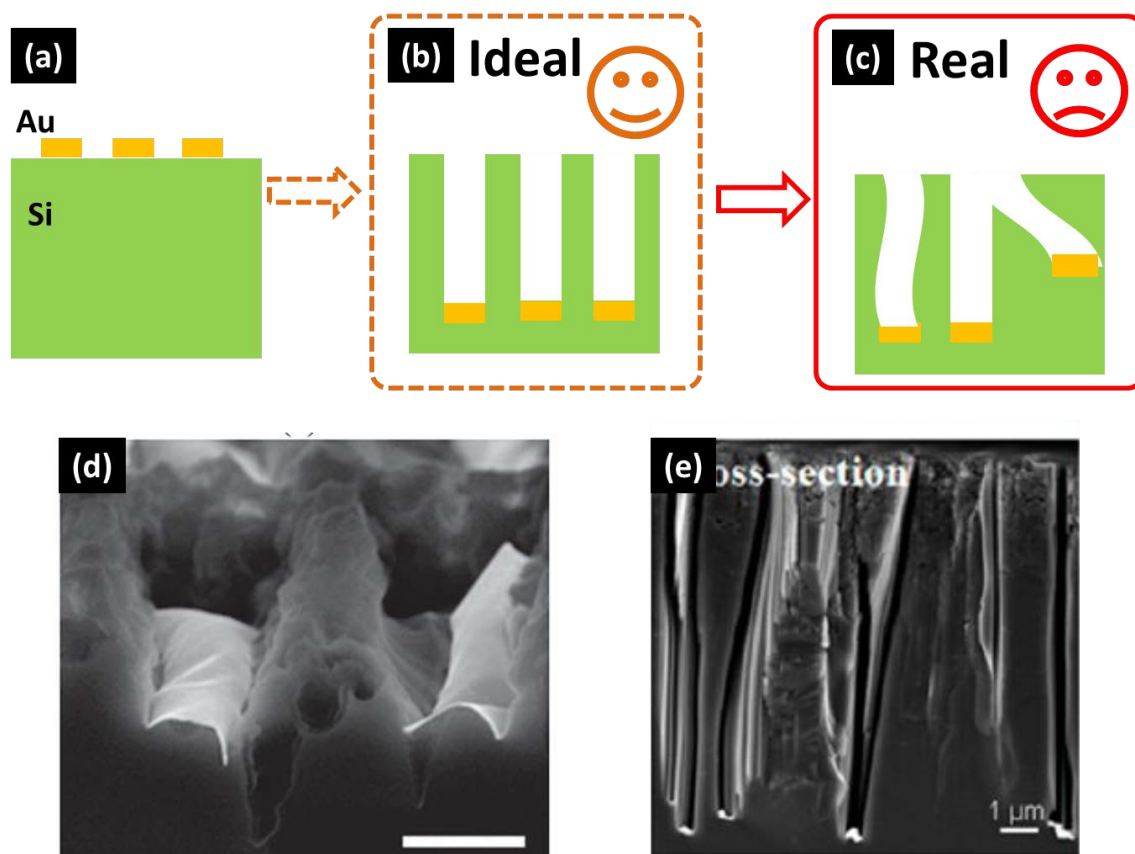 (a)
Au
Si
(b) Ideal
(c) Real
(d)
(e)
oss-section
1 μm